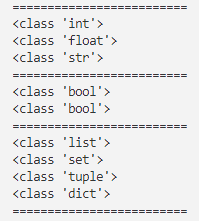 =========================
<class 'int'>
<class 'float'>
<class 'str'>
=========================
<class 'bool'>
<class 'bool'>
=========================
<class 'list'>
<class 'set'>
<class 'tuple'>
<class 'dict'>
=========================